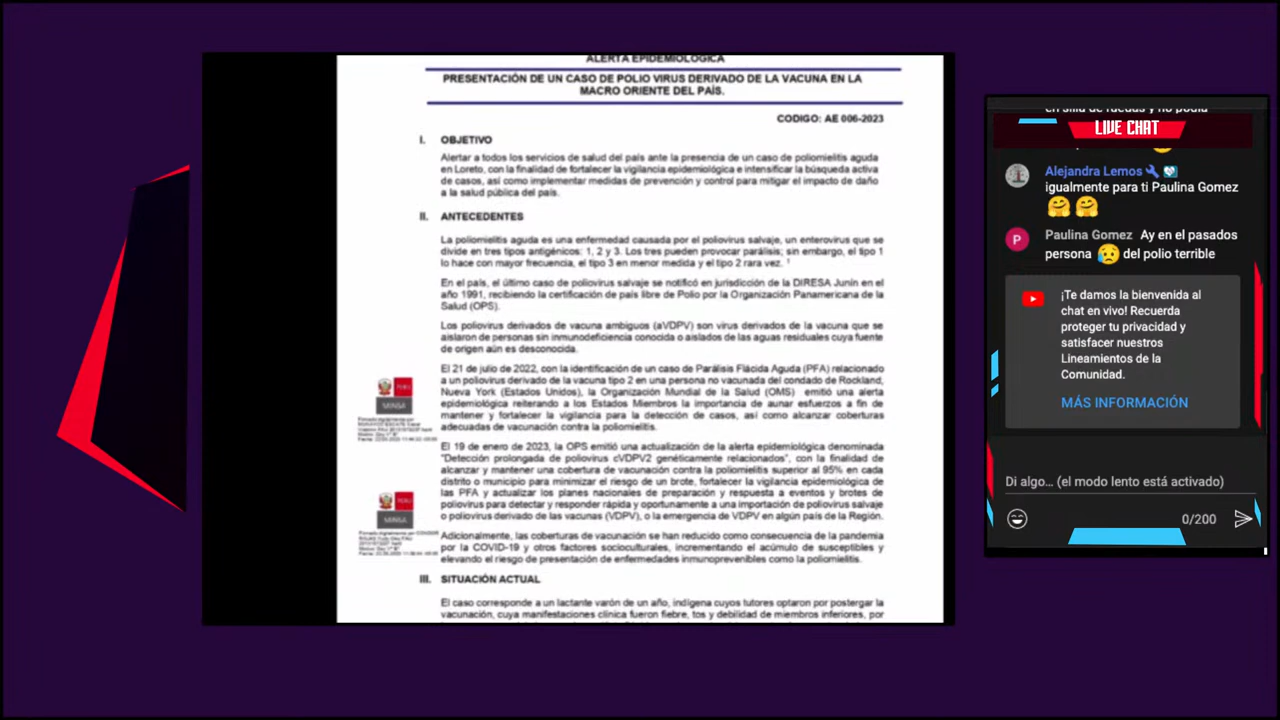 ALERTA EPIDEMIOLÓGICA
PRESENTACIÓN DE UN CASO DE POLIO VIRUS DERIVADO DE LA VACUNA EN LA
MACRO ORIENTE DEL PAÍS.
CODIGO: AE 006-2023
I. OBJETIVO
Alertar a todos los servicios de salud del país ante la presencia de un caso de poliomielitis aguda
en Loreto, con la finalidad de fortalecer la vigilancia epidemiológica e intensificar la búsqueda activa
de casos, así como implementar medidas de prevención y control para mitigar el impacto de daño
a la salud pública del país.
II. ANTECEDENTES
La poliomielitis aguda es una enfermedad causada por el poliovirus salvaje, un enterovirus que se
divide en tres tipos antigénicos: 1, 2 y 3. Los tres pueden provocar parálisis; sin embargo, el tipo 1
lo hace con mayor frecuencia, el tipo 3 en menor medida y el tipo 2 rara vez. 1
En el país, el último caso de poliovirus salvaje se notificó en jurisdicción de la DIRESA Junín en el
año 1991, recibiendo la certificación de país libre de Polio por la Organización Panamericana de la
Salud (OPS).
Los poliovirus derivados de vacuna ambiguos (aVDPV) son virus derivados de la vacuna que se
aislaron de personas sin inmunodeficiencia conocida o aislados de las aguas residuales cuya fuente
de origen aún es desconocida.
El 21 de julio de 2022, con la identificación de un caso de Parálisis Flácida Aguda (PFA) relacionado
a un poliovirus derivado de la vacuna tipo 2 en una persona no vacunada del condado de Rockland,
Nueva York (Estados Unidos), la Organización Mundial de la Salud (OMS) emitió una alerta
epidemiológica reiterando a los Estados Miembros la importancia de aunar esfuerzos a fin de
mantener y fortalecer la vigilancia para la detección de casos, así como alcanzar coberturas
adecuadas de vacunación contra la poliomielitis.
El 19 de enero de 2023, la OPS emitió una actualización de la alerta epidemiológica denominada
"Detección prolongada de poliovirus cVDPV2 genéticamente relacionados", con la finalidad de
alcanzar y mantener una cobertura de vacunación contra la poliomielitis superior al 95% en cada
distrito o municipio para minimizar el riesgo de un brote, fortalecer la vigilancia epidemiológica de
las PFA y actualizar los planes nacionales de preparación y respuesta a eventos y brotes de
poliovirus para detectar y responder rápida y oportunamente a una importación de poliovirus salvaje
o poliovirus derivado de las vacunas (VDPV), o la emergencia de VDPV en algún país de la Región.
Adicionalmente, las coberturas de vacunación se han reducido como consecuencia de la pandemia
por la COVID-19 y otros factores socioculturales, incrementando el acúmulo de susceptibles y
elevando el riesgo de presentación de enfermedades inmunoprevenibles como la poliomielitis.
III. SITUACIÓN ACTUAL
El caso corresponde a un lactante varón de un año, indígena cuyos tutores optaron por postergar la
vacunación, cuya manifestaciones clínica fueron fiebre, tos y debilidad de miembros inferiores, por
PERÚ
MINSA
PERÚ
MINSA
en silla de ruedas y no podía
LIVE CHAT
Alejandra Lemos
igualmente para ti Paulina Gomez
P
Paulina Gomez Ay en el pasados
persona del polio terrible
¡Te damos la bienvenida al
chat en vivo! Recuerda
proteger tu privacidad y
satisfacer nuestros
Lineamientos de la
Comunidad.
MÁS INFORMACIÓN
Di algo... (el modo lento está activado)
0/200